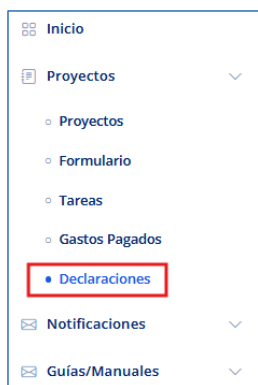 Inicio
Proyectos
Proyectos
Formulario
Tareas
Gastos Pagados
Declaraciones
Notificaciones
Guías/Manuales